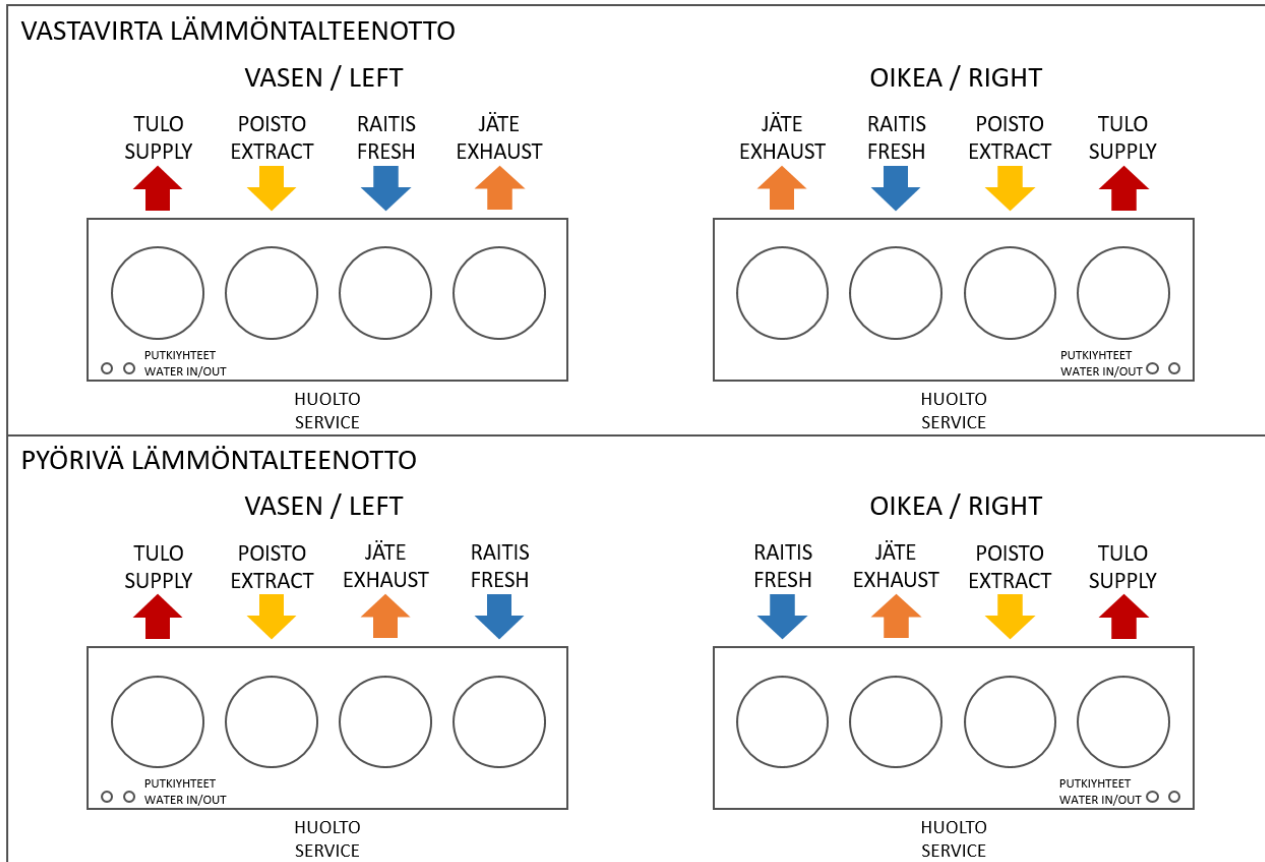 VASTAVIRTA LÄMMÖNTALTEENOTTO
VASEN / LEFT
TULO POISTO RAITIS JÄTE
SUPPLY EXTRACT FRESH EXHAUST
PUTKIYHTEET
WATER IN/OUT
HUOLTO
SERVICE
OIKEA / RIGHT
JÄTE RAITIS POISTO TULO
EXHAUST FRESH EXTRACT SUPPLY
PUTKIYHTEET
WATER IN/OUT
HUOLTO
SERVICE
PYÖRIVÄ LÄMMÖNTALTEENOTTO
VASEN / LEFT
TULO POISTO JÄTE RAITIS
SUPPLY EXTRACT EXHAUST FRESH
PUTKIYHTEET
WATER IN/OUT
HUOLTO
SERVICE
OIKEA / RIGHT
RAITIS JÄTE POISTO TULO
FRESH EXHAUST EXTRACT SUPPLY
PUTKIYHTEET
WATER IN/OUT
HUOLTO
SERVICE